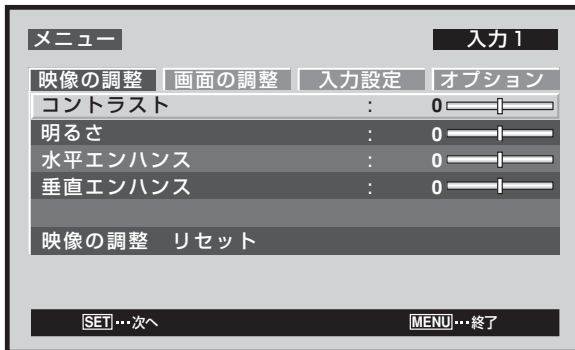 メニュー 入力1
映像の調整 画面の調整 入力設定 オプション
コントラスト : 0
明るさ : 0
水平エンハンス : 0
垂直エンハンス : 0
映像の調整 リセット
SET…次へ MENU…終了